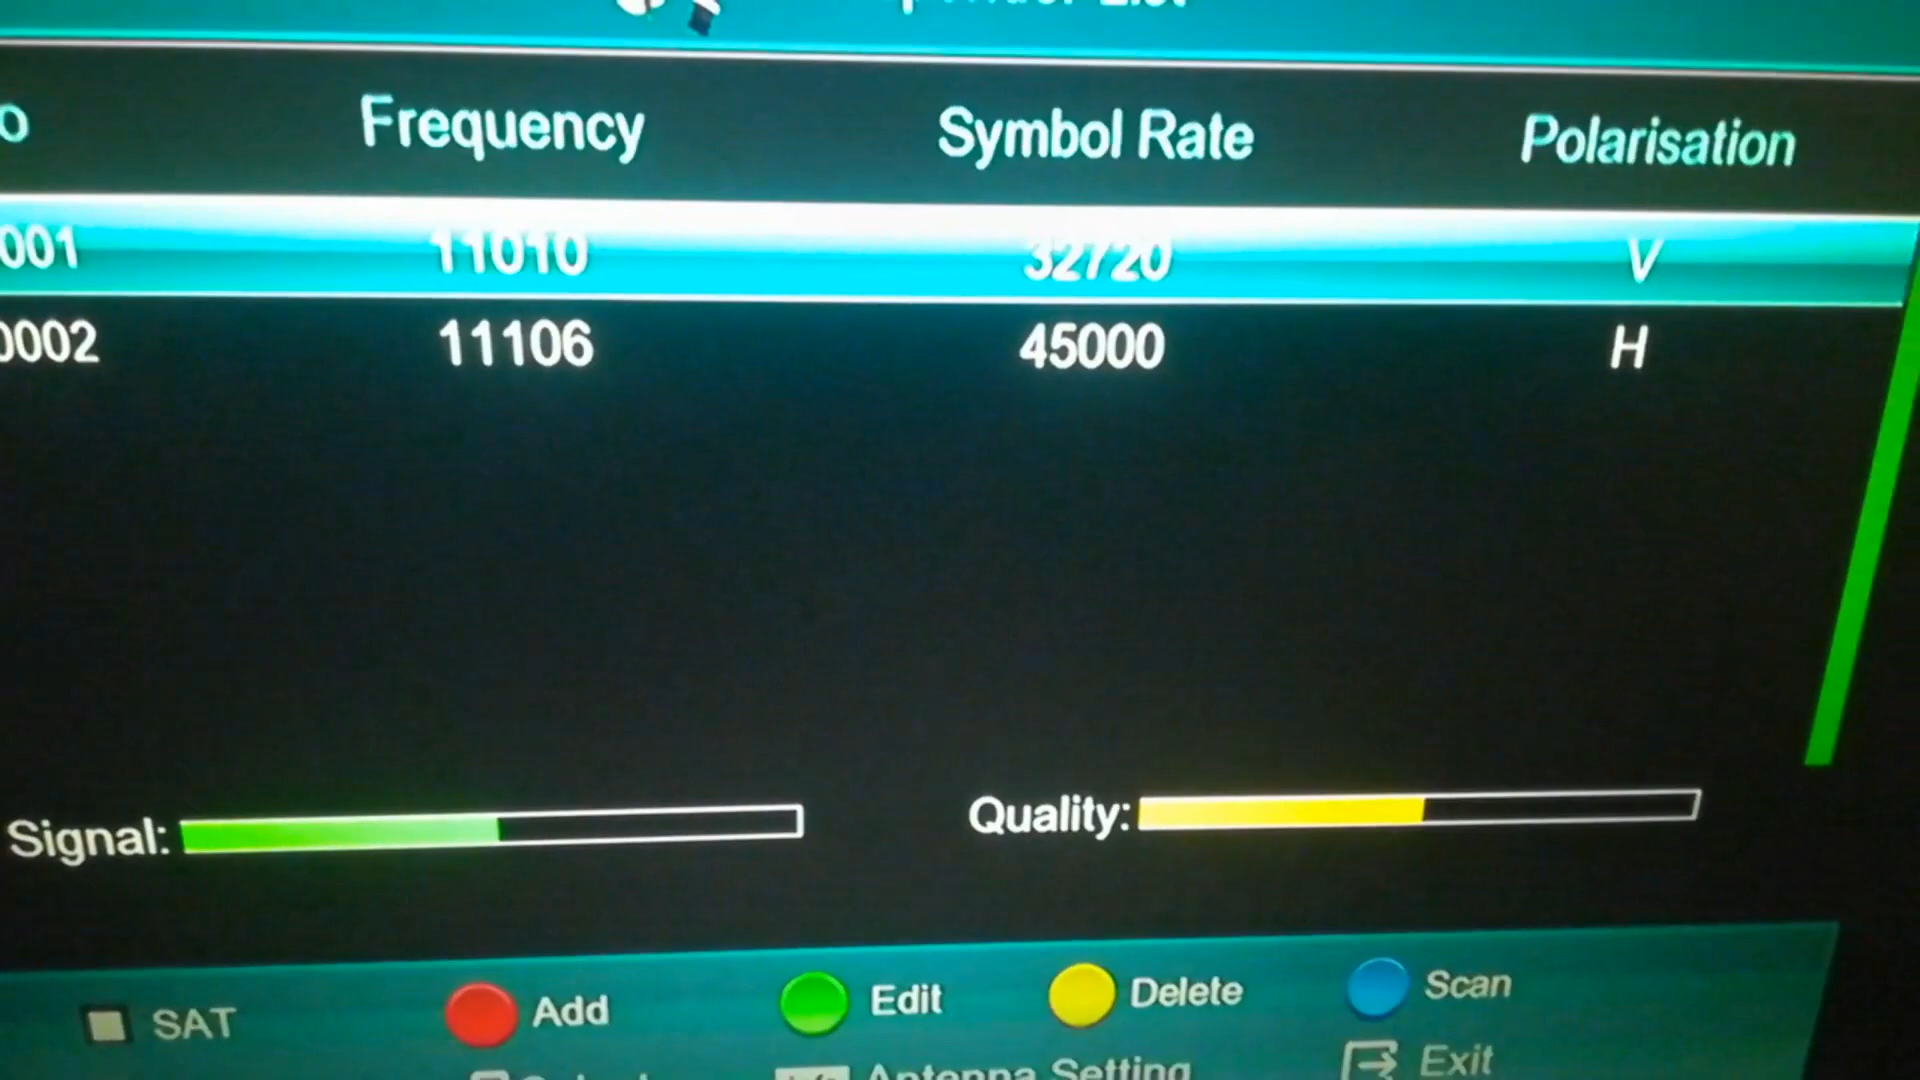 List
o Frequency Symbol Rate Polarisation
001 11010 32720 V
0002 11106 45000 H
Signal: Quality:
SAT Add Edit Delete Scan
Antenna Setting Exit